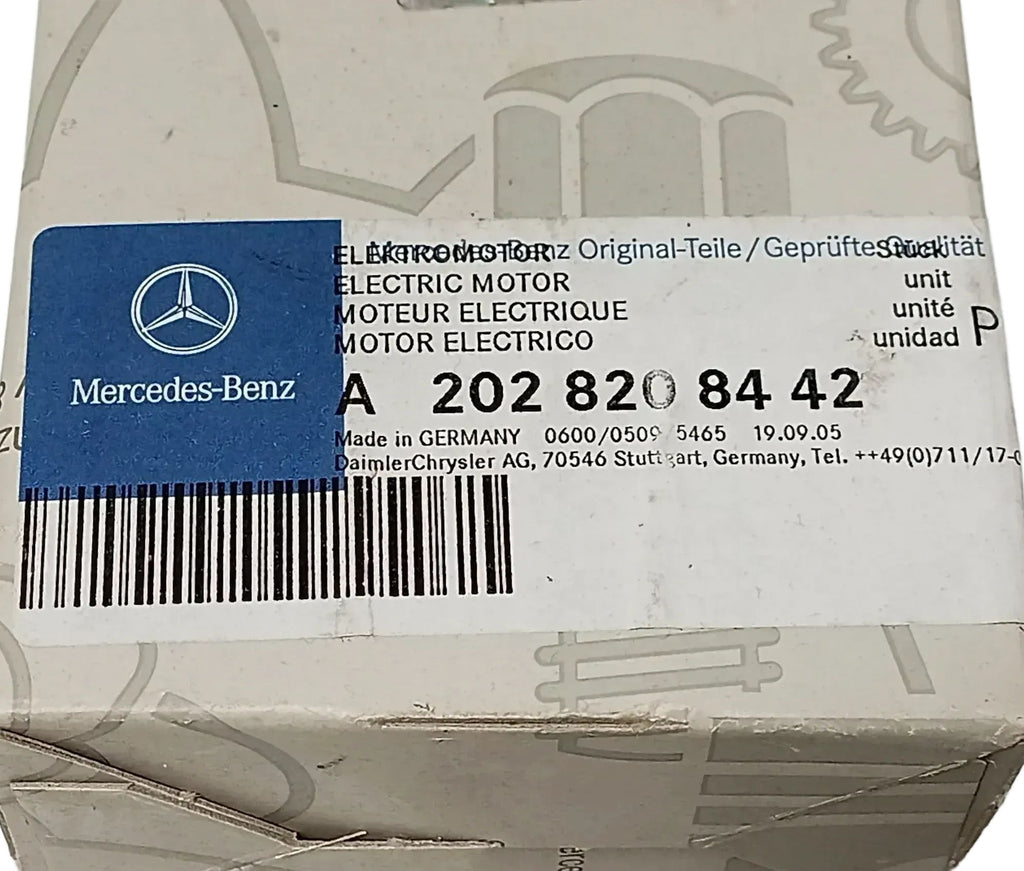 Mercedes-Benz Original-Teile / Geprüfte Qualität
ELEKTROMOTOR Stück
ELECTRIC MOTOR unit
MOTEUR ELECTRIQUE unité
MOTOR ELECTRICO unidad P
Mercedes-Benz
A 202 820 84 42
Made in GERMANY 0600/0509 5465 19.09.05
DaimlerChrysler AG, 70546 Stuttgart, Germany, Tel. ++49(0)711/17-